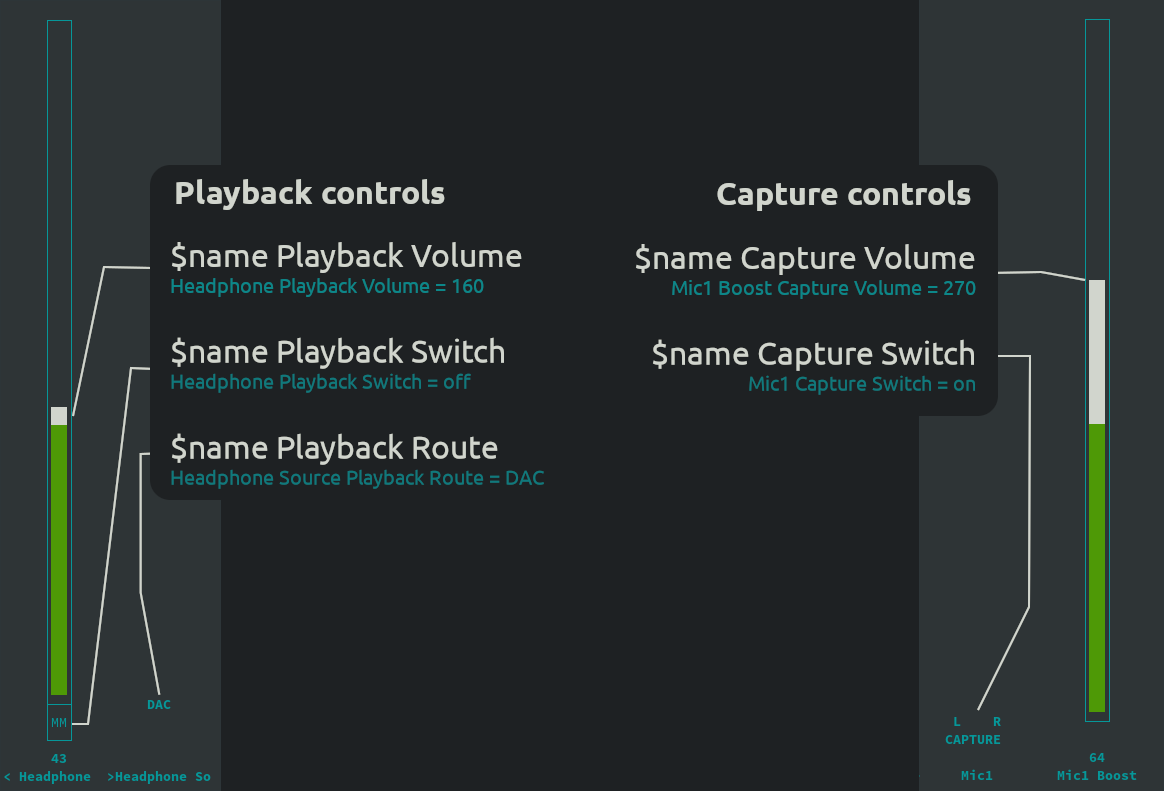 Playback controls
$name Playback Volume
Headphone Playback Volume = 160
$name Playback Switch
Headphone Playback Switch = off
$name Playback Route
Headphone Source Playback Route = DAC
Capture controls
$name Capture Volume
Mic1 Boost Capture Volume = 270
$name Capture Switch
Mic1 Capture Switch = on
DAC
MM
43
< Headphone >Headphone So
L R
CAPTURE
Mic1
64
Mic1 Boost